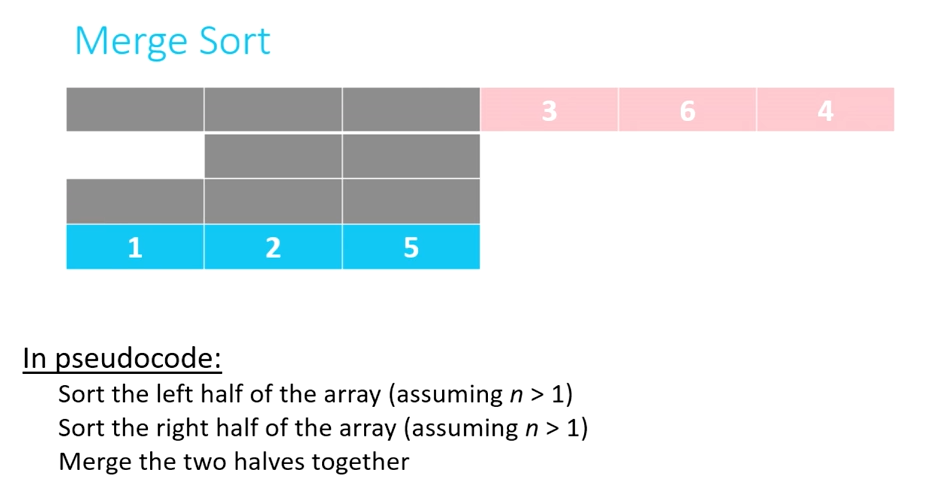 Merge Sort
3 6 4
1 2 5
In pseudocode:
Sort the left half of the array (assuming n > 1)
Sort the right half of the array (assuming n > 1)
Merge the two halves together